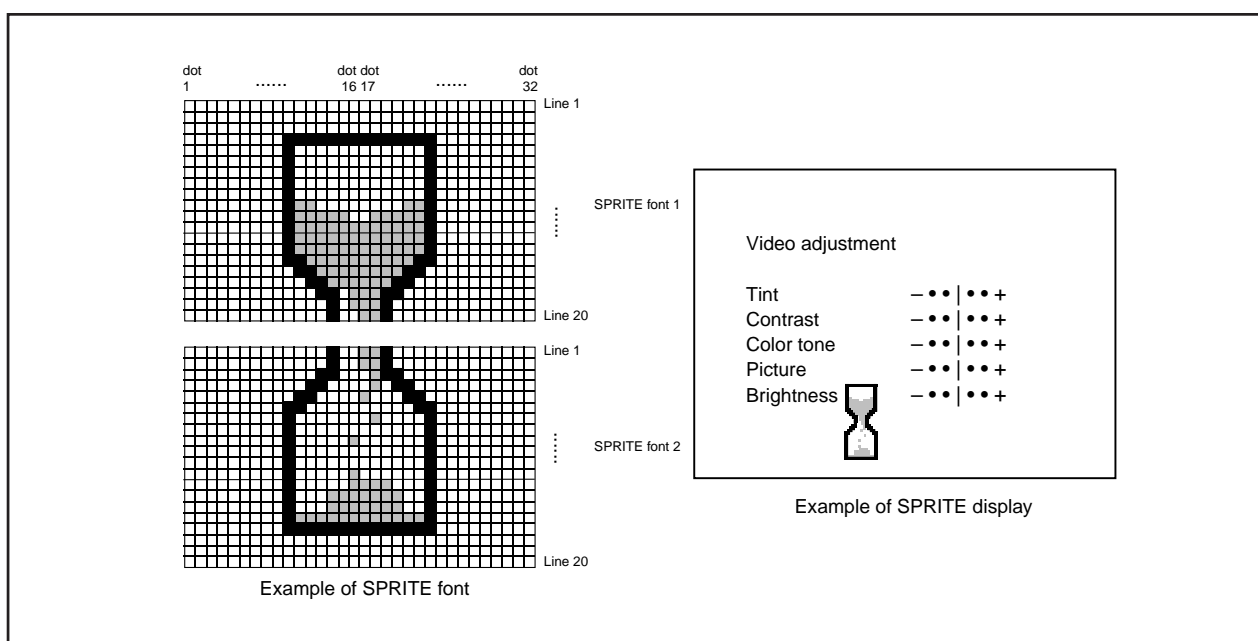 dot dot dot dot
1 ...... 16 17 ...... 32
Line 1
SPRITE font 1
Line 20
Line 1
SPRITE font 2
Line 20
Example of SPRITE font
Video adjustment
Tint –••|••+
Contrast –••|••+
Color tone –••|••+
Picture –••|••+
Brightness –••|••+
Example of SPRITE display